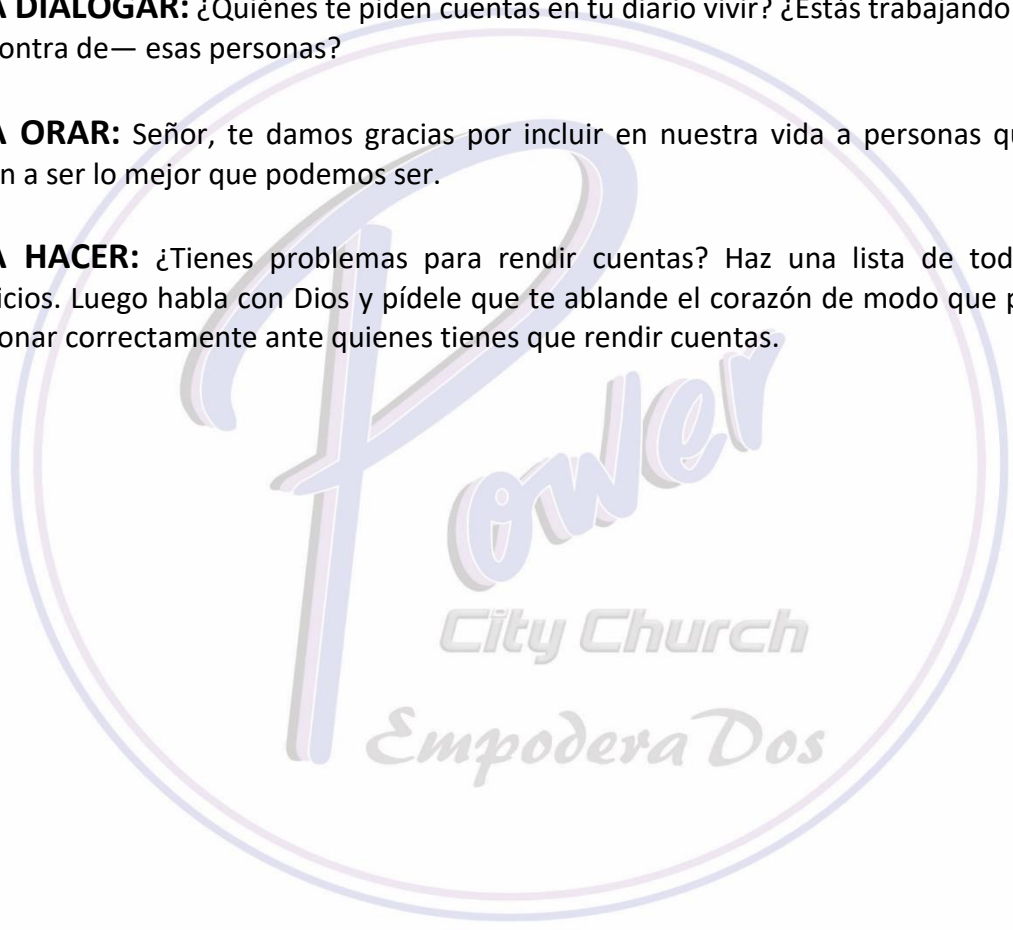 A DIALOGAR: ¿Quiénes te piden cuentas en tu diario vivir? ¿Estás trabajando
ontra de— esas personas?
A ORAR: Señor, te damos gracias por incluir en nuestra vida a personas qu
n a ser lo mejor que podemos ser.
A HACER: ¿Tienes problemas para rendir cuentas? Haz una lista de tod
icios. Luego habla con Dios y pídele que te ablande el corazón de modo que p
onar correctamente ante quienes tienes que rendir cuentas.
Power
City Church
Empodera Dos